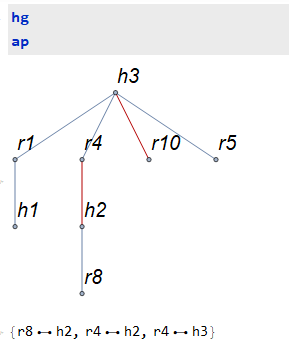 hg
ap
h3
r1 r4 r10 r5
h1 h2
r8
{r8 ⟷ h2, r4 ⟷ h2, r4 ⟷ h3}